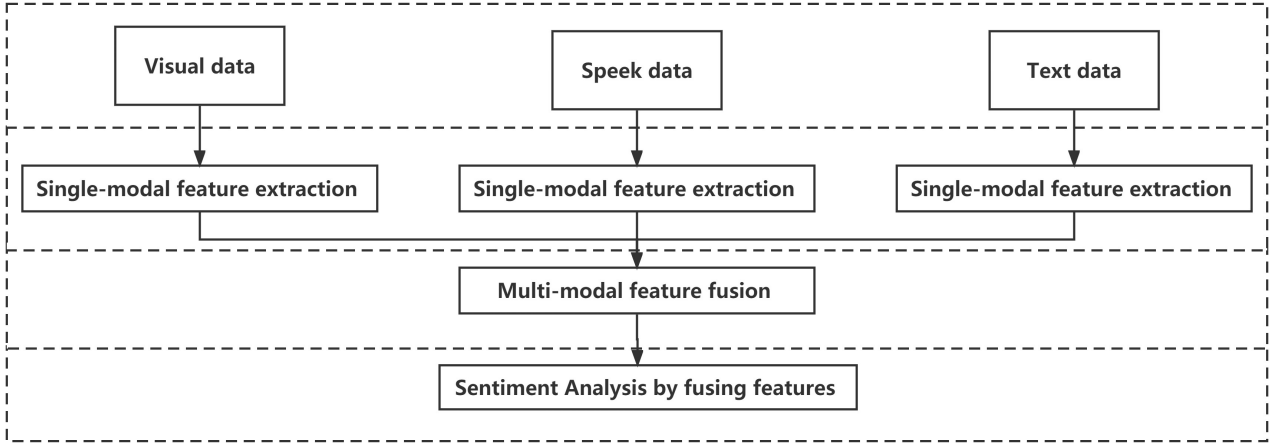 Visual data
Speek data
Text data
Single-modal feature extraction
Single-modal feature extraction
Single-modal feature extraction
Multi-modal feature fusion
Sentiment Analysis by fusing features